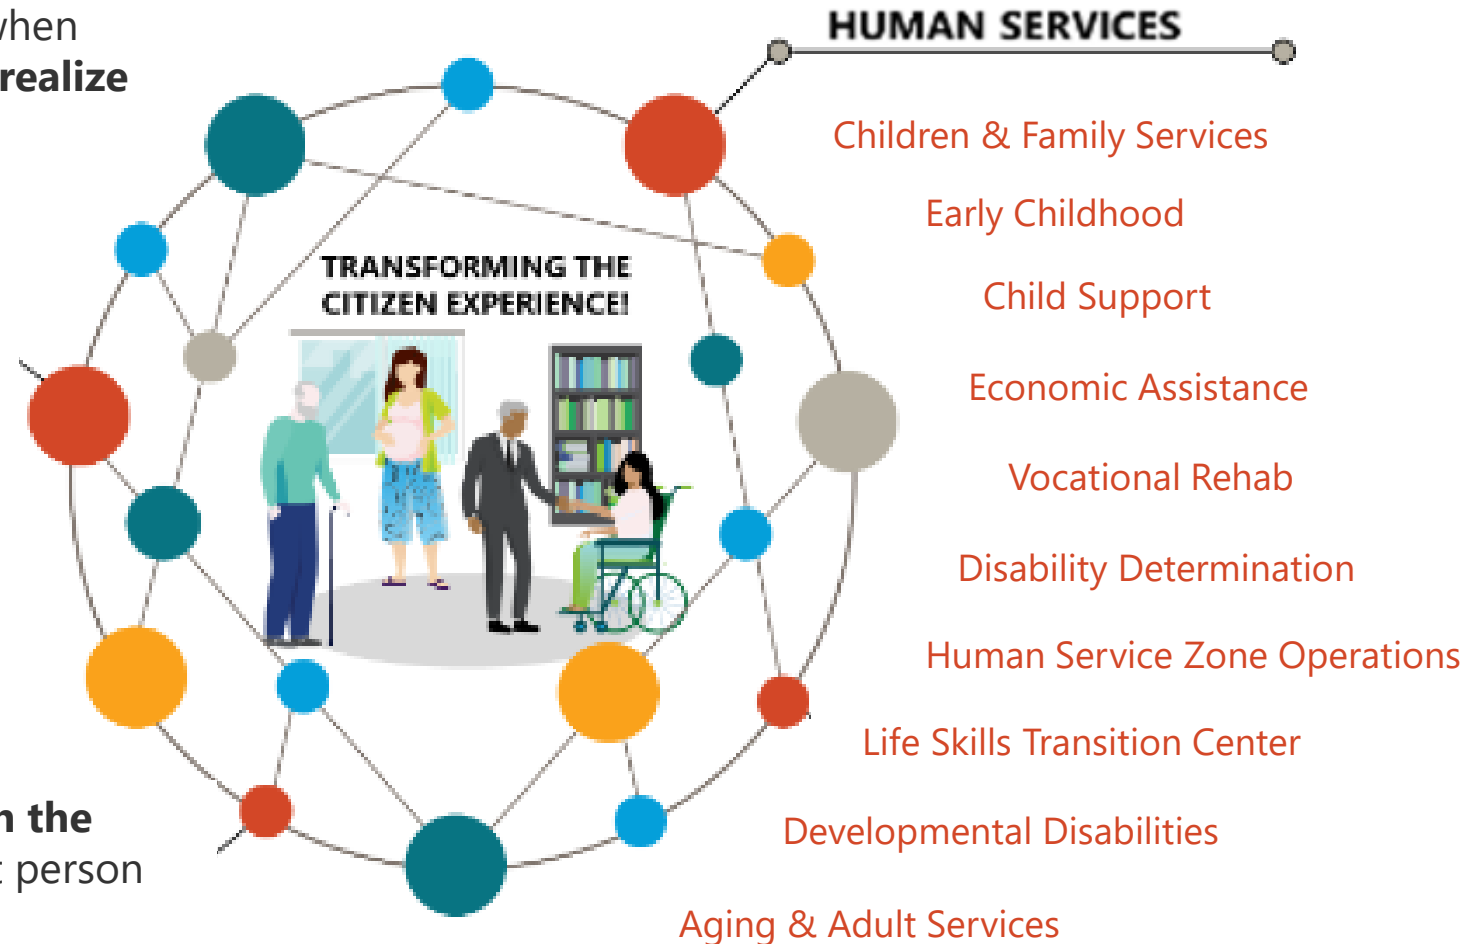 when
realize
HUMAN SERVICES
Children & Family Services
Early Childhood
TRANSFORMING THE
CITIZEN EXPERIENCE!
Child Support
Economic Assistance
Vocational Rehab
Disability Determination
Human Service Zone Operations
Life Skills Transition Center
Developmental Disabilities
Aging & Adult Services
the
person